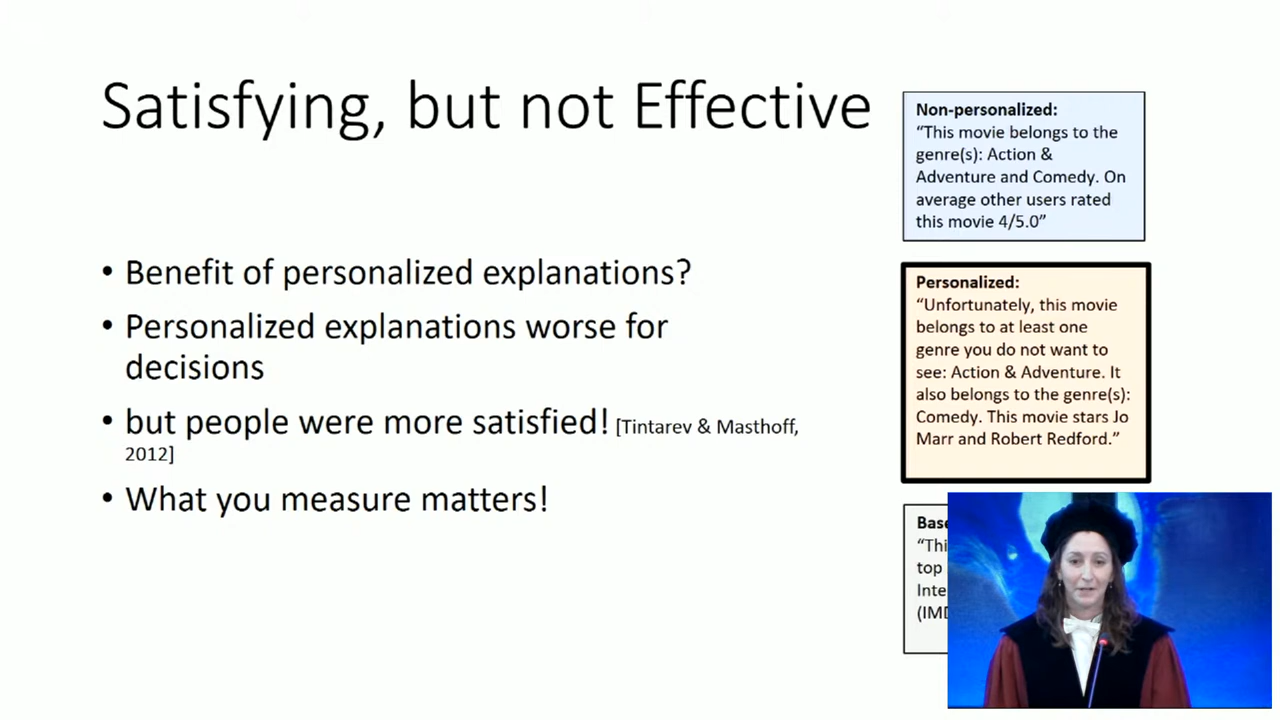 Satisfying, but not Effective
• Benefit of personalized explanations?
• Personalized explanations worse for
decisions
• but people were more satisfied! [Tintarev & Masthoff,
2012]
• What you measure matters!
Non-personalized:
“This movie belongs to the
genre(s): Action &
Adventure and Comedy. On
average other users rated
this movie 4/5.0”
Personalized:
“Unfortunately, this movie
belongs to at least one
genre you do not want to
see: Action & Adventure. It
also belongs to the genre(s):
Comedy. This movie stars Jo
Marr and Robert Redford.”
top